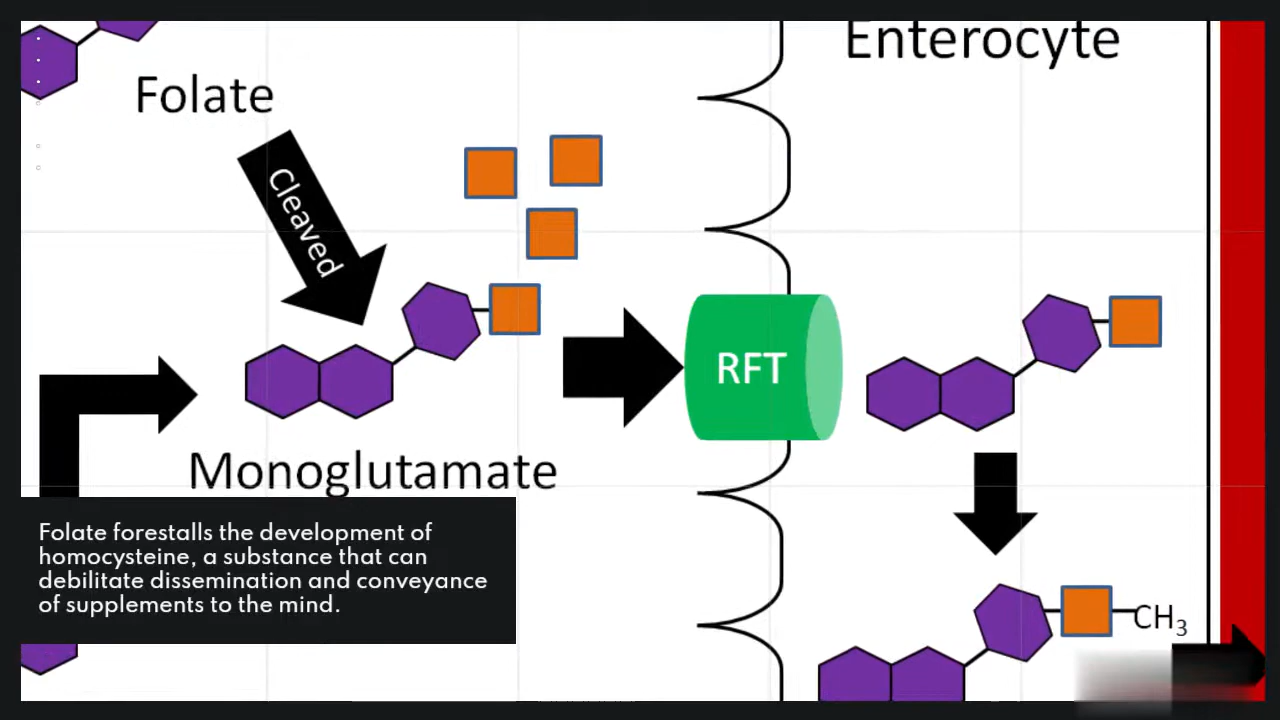 Enterocyte
Folate
Cleaved
RFT
Monoglutamate
Folate forestalls the development of
homocysteine, a substance that can
debilitate dissemination and conveyance
of supplements to the mind.
CH₃